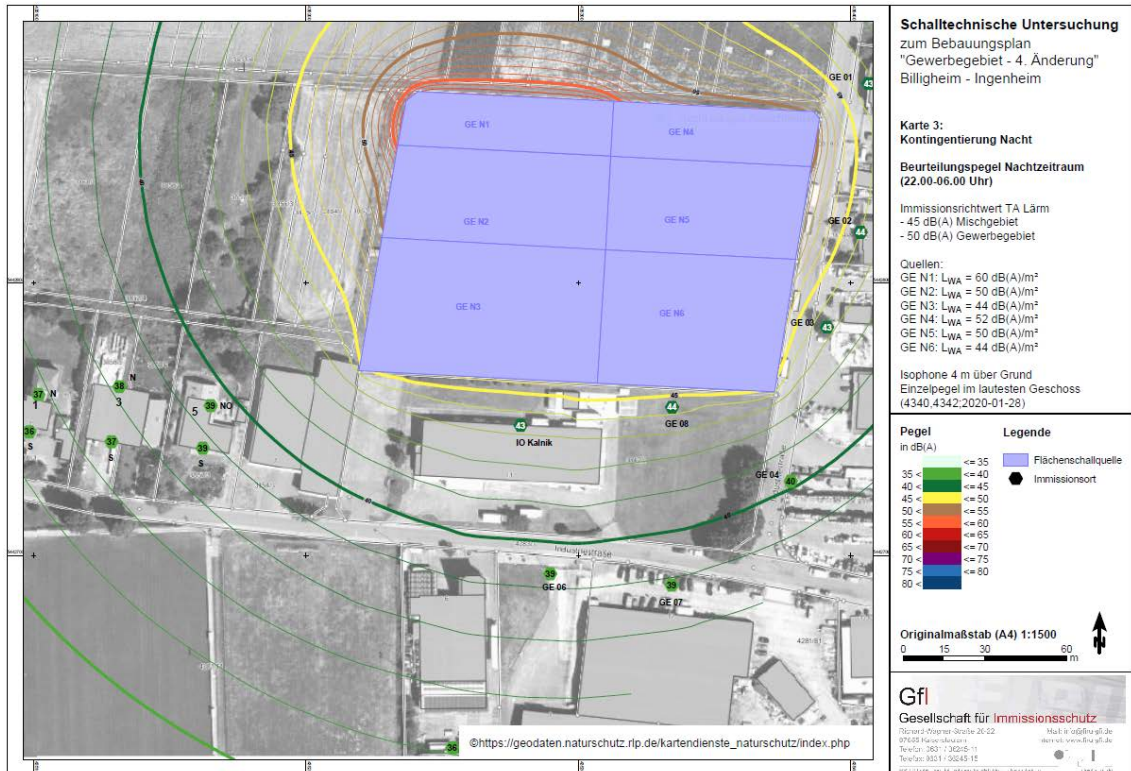 Schalltechnische Untersuchung
zum Bebauungsplan
"Gewerbegebiet - 4. Änderung"
Billigheim - Ingenheim
Karte 3:
Kontingentierung Nacht
Beurteilungspegel Nachtzeitraum
(22.00-06.00 Uhr)
Immissionsrichtwert TA Lärm
- 45 dB(A) Mischgebiet
- 50 dB(A) Gewerbegebiet
Quellen:
GE N1: LWA = 60 dB(A)/m²
GE N2: LWA = 50 dB(A)/m²
GE N3: LWA = 44 dB(A)/m²
GE N4: LWA = 52 dB(A)/m²
GE N5: LWA = 50 dB(A)/m²
GE N6: LWA = 44 dB(A)/m²
Isophone 4 m über Grund
Einzelpegel im lautesten Geschoss
(4340,4342;2020-01-28)
Pegel
in dB(A)
<= 35
35 < <= 40
40 < <= 45
45 < <= 50
50 < <= 55
55 < <= 60
60 < <= 65
65 < <= 70
70 < <= 75
75 < <= 80
80 <
Legende
Flächenschallquelle
Immissionsort
Originalmaßstab (A4) 1:1500
0 15 30 60
m
N
GfI
Gesellschaft für Immissionsschutz
GE N1
GE N4
GE N2
GE N5
GE N3
GE N6
GE 01
43
GE 02
44
GE 03
43
44
GE 08
43
IO Kalnik
GE 04
40
39
GE 06
39
GE 07
36
37
N
1
36
S
38
N
3
37
S
39
NO
5
39
S
45
40
Industriestrasse
©https://geodaten.naturschutz.rlp.de/kartendienste_naturschutz/index.php